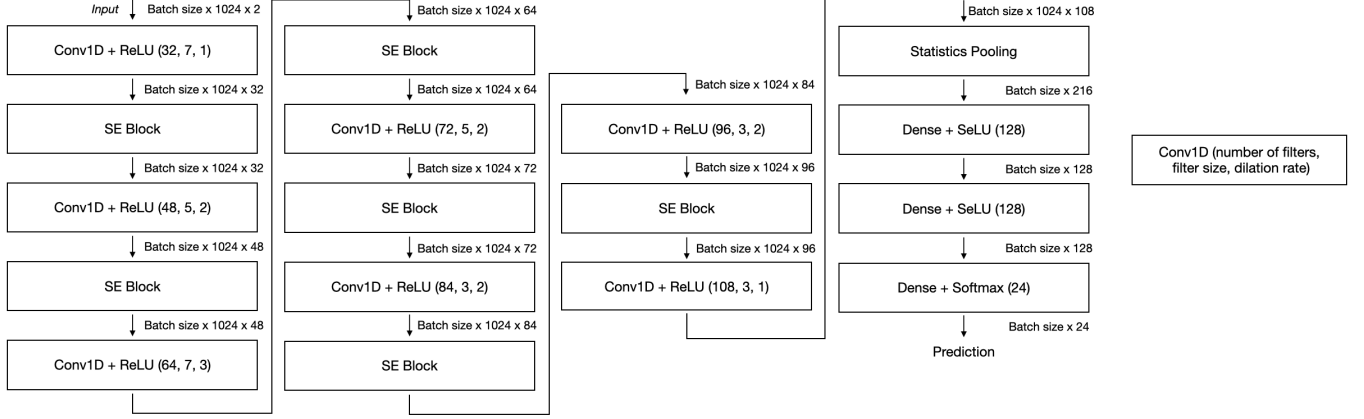 Input
Batch size x 1024 x 2
Conv1D + ReLU (32, 7, 1)
Batch size x 1024 x 32
SE Block
Batch size x 1024 x 32
Conv1D + ReLU (48, 5, 2)
Batch size x 1024 x 48
SE Block
Batch size x 1024 x 48
Conv1D + ReLU (64, 7, 3)
Batch size x 1024 x 64
SE Block
Batch size x 1024 x 64
Conv1D + ReLU (72, 5, 2)
Batch size x 1024 x 72
SE Block
Batch size x 1024 x 72
Conv1D + ReLU (84, 3, 2)
Batch size x 1024 x 84
SE Block
Batch size x 1024 x 84
Conv1D + ReLU (96, 3, 2)
Batch size x 1024 x 96
SE Block
Batch size x 1024 x 96
Conv1D + ReLU (108, 3, 1)
Batch size x 1024 x 108
Statistics Pooling
Batch size x 216
Dense + SeLU (128)
Batch size x 128
Dense + SeLU (128)
Batch size x 128
Dense + Softmax (24)
Batch size x 24
Prediction
Conv1D (number of filters,
filter size, dilation rate)